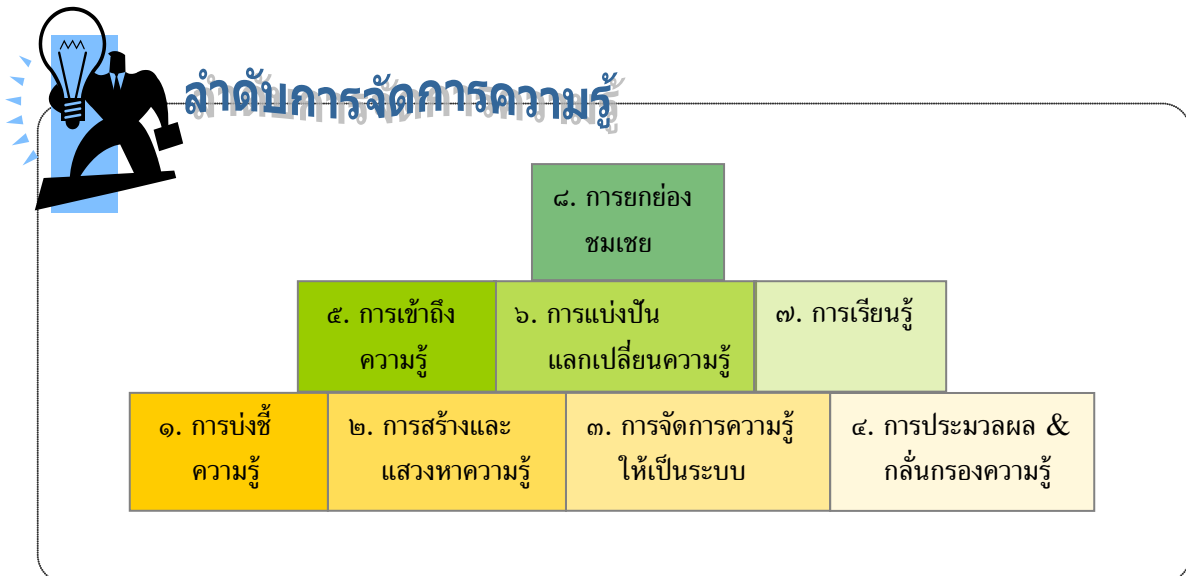 ลำดับการจัดการความรู้
๘. การยกย่อง
ชมเชย
๕. การเข้าถึง
ความรู้
๖. การแบ่งปัน
แลกเปลี่ยนความรู้
๗. การเรียนรู้
๑. การบ่งชี้
ความรู้
๒. การสร้างและ
แสวงหาความรู้
๓. การจัดการความรู้
ให้เป็นระบบ
๔. การประมวลผล &
กลั่นกรองความรู้